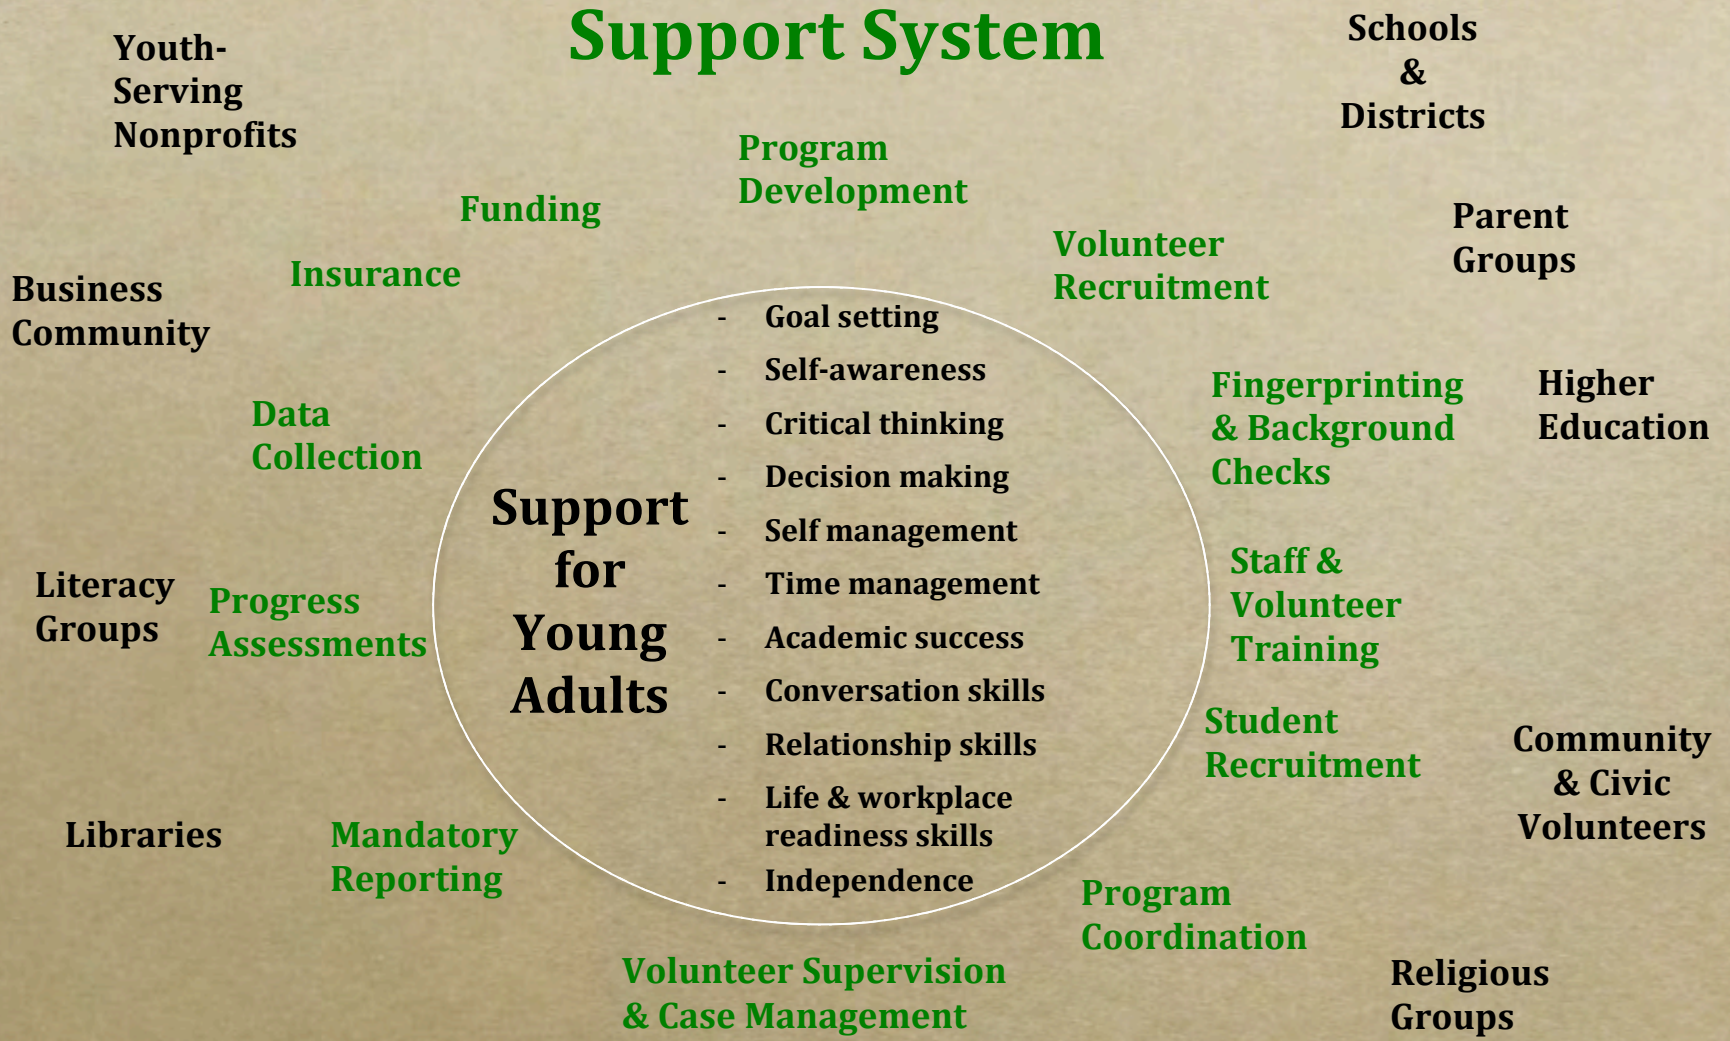 Support System
Youth-
Serving
Nonprofits
Schools
&
Districts
Program
Development
Funding
Parent
Groups
Volunteer
Recruitment
Insurance
Business
Community
- Goal setting
- Self-awareness
- Critical thinking
- Decision making
- Self management
- Time management
- Academic success
- Conversation skills
- Relationship skills
- Life & workplace
readiness skills
- Independence
Support
for
Young
Adults
Fingerprinting
& Background
Checks
Higher
Education
Data
Collection
Staff &
Volunteer
Training
Literacy
Groups
Progress
Assessments
Student
Recruitment
Community
& Civic
Volunteers
Libraries
Mandatory
Reporting
Program
Coordination
Volunteer Supervision
& Case Management
Religious
Groups